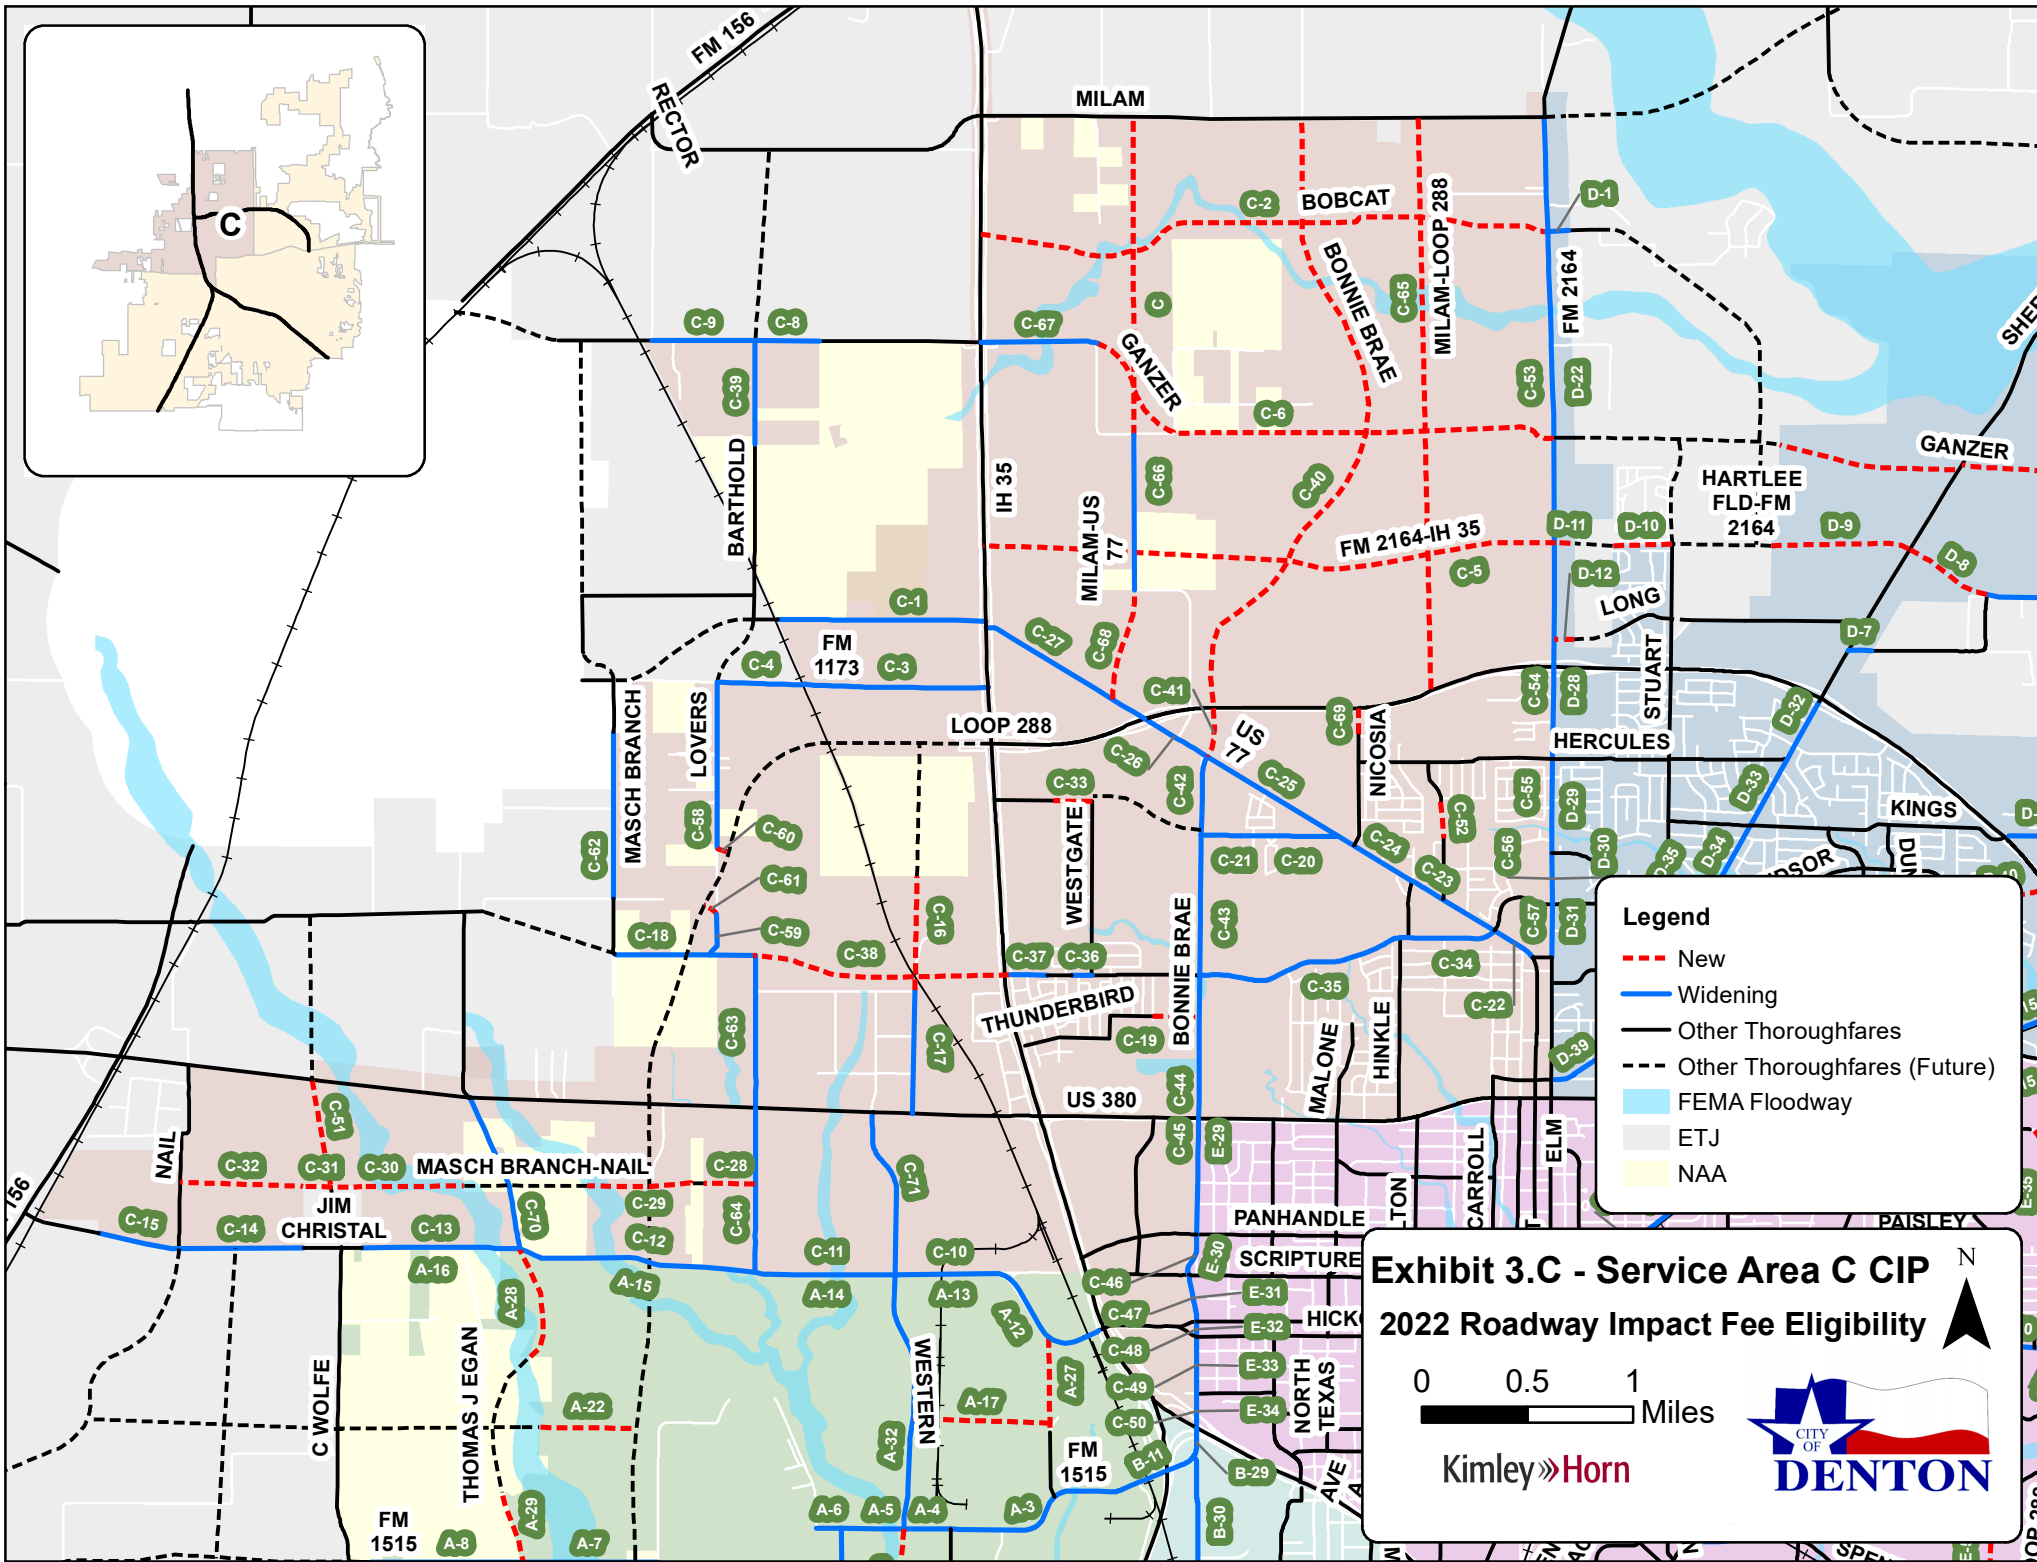 FM 156
RECTOR
MILAM
C
C-2
BOBCAT
D-1
BONNIE BRAE
C-65
MILAM-LOOP 288
FM 2164
C
C-9
C-8
C-67
GANZER
C-39
C-53
D-22
C-6
GANZER
BARTHOLD
IH 35
C-66
C-40
HARTLEE
FLD-FM
2164
MILAM-US
77
FM 2164-IH 35
D-11
D-10
D-9
C-5
D-12
D-8
C-1
LONG
C-27
C-68
D-7
FM
1173
C-4
C-3
STUART
MASCH BRANCH
LOVERS
C-41
C-54
D-28
D-32
LOOP 288
C-69
NICOSIA
US
77
HERCULES
C-26
C-25
C-33
C-42
C-55
D-29
D-33
KINGS
C-58
C-60
C-52
C-62
WESTGATE
C-21
C-20
C-24
C-56
D-30
D-35
D-34
C-61
C-23
C-18
C-59
C-16
BONNIE BRAE
C-43
C-57
D-31
C-38
C-37
C-36
C-34
C-35
C-22
THUNDERBIRD
C-63
C-17
C-19
MALONE
HINKLE
D-39
Legend
New
Widening
Other Thoroughfares
Other Thoroughfares (Future)
FEMA Floodway
ETJ
NAA
C-44
US 380
C-51
NAIL
C-45
E-29
CARROLL
ELM
C-32
C-31
C-30
MASCH BRANCH-NAIL
C-28
C-71
E-35
156
JIM
CHRISTAL
C-15
C-14
C-13
C-70
C-29
C-12
C-64
PANHANDLE
PAISLEY
C-11
C-10
SCRIPTURE
E-30
A-16
A-15
A-14
A-13
C-46
A-28
E-31
A-12
C-47
HICK
E-32
C-48
E-33
C-49
C WOLFE
THOMAS J EGAN
WESTERN
A-27
NORTH
TEXAS
A-22
A-17
C-50
E-34
A-32
FM
1515
B-11
B-29
AVE
A-6
A-5
A-4
A-3
A-29
B-30
FM
1515
A-8
A-7
Exhibit 3.C - Service Area C CIP
2022 Roadway Impact Fee Eligibility
N
0 0.5 1
Miles
Kimley»Horn
CITY
OF
DENTON